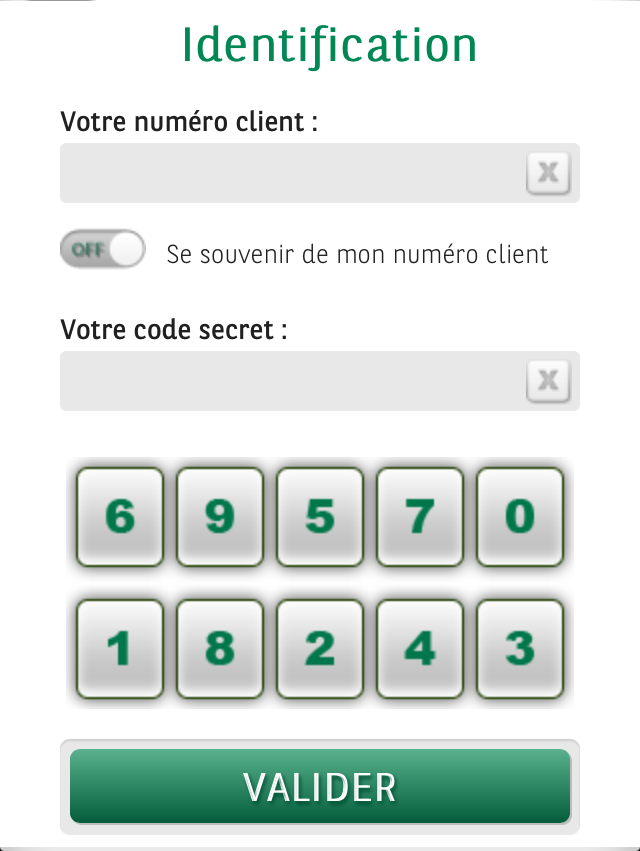 Identification
Votre numéro client :
X
OFF Se souvenir de mon numéro client
Votre code secret :
X
6 9 5 7 0
1 8 2 4 3
VALIDER